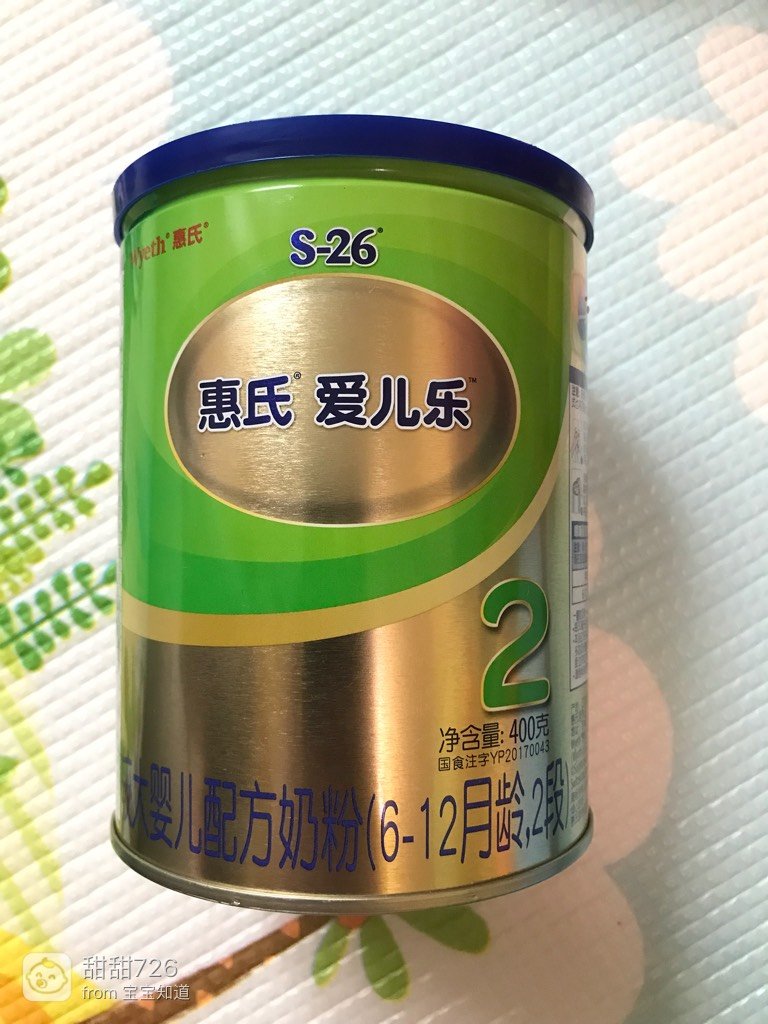 Wyeth® 惠氏®
S-26®
惠氏® 爱儿乐™
2
净含量: 400克
国食注字YP20170043
大婴儿配方奶粉(6-12月龄,2段)
甜甜726
from 宝宝知道